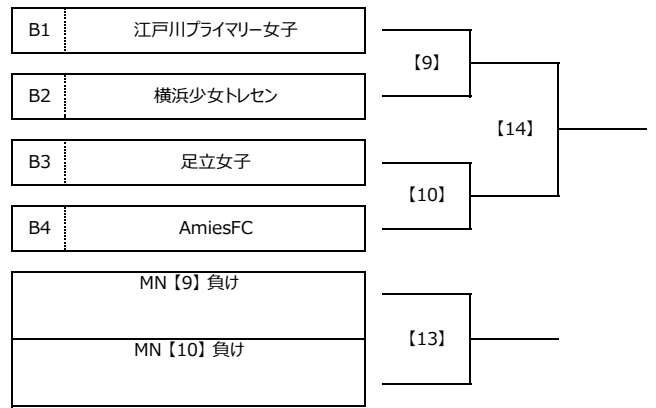 B1 江戸川プライマリー女子
【9】
B2 横浜少女トレセン
【14】
B3 足立女子
【10】
B4 AmiesFC
MN 【9】 負け
【13】
MN 【10】 負け